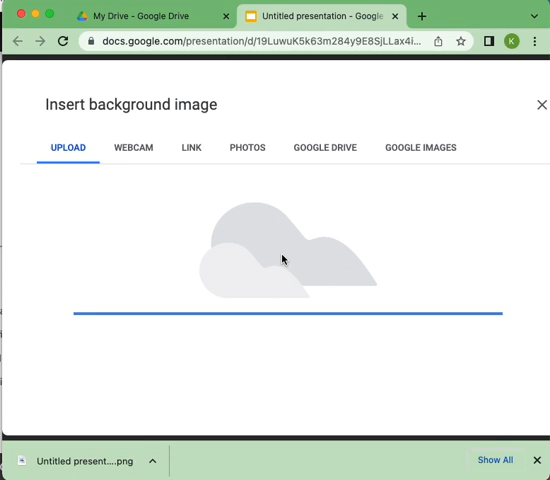 My Drive - Google Drive
Untitled presentation - Google
docs.google.com/presentation/d/19LuwuK5k63m284y9E8SjLLax4i...
K
Insert background image
UPLOAD
WEBCAM
LINK
PHOTOS
GOOGLE DRIVE
GOOGLE IMAGES
Untitled present....png
Show All